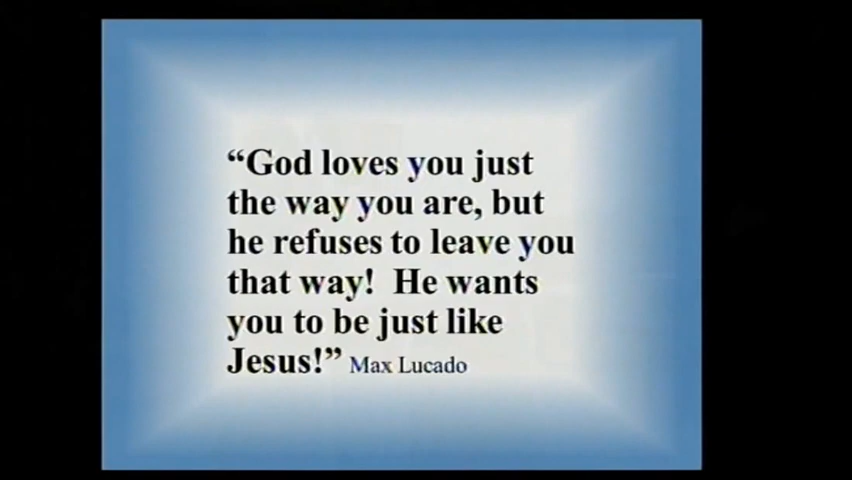 “God loves you just
the way you are, but
he refuses to leave you
that way!  He wants
you to be just like
Jesus!” Max Lucado